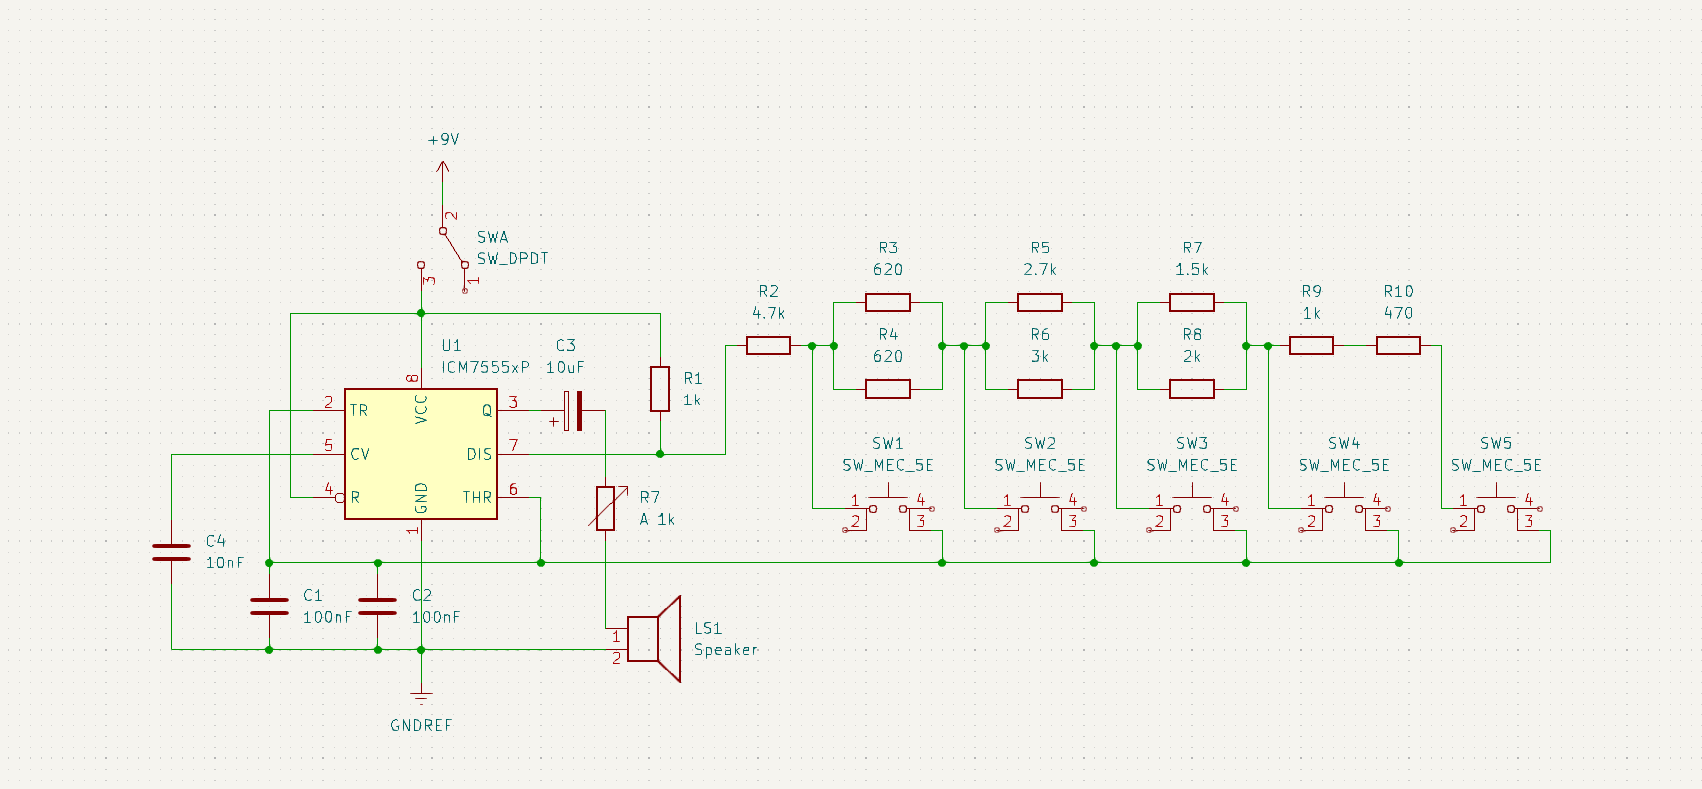 +9V
2
SWA
SW_DPDT
3
1
R3
620
R5
2.7k
R7
1.5k
R2
4.7k
R4
620
R6
3k
R8
2k
R9
1k
R10
470
U1
ICM7555xP
C3
10uF
R1
1k
8
VCC
2
TR
Q
3
+
5
CV
DIS
7
4
R
GND
THR
6
1
R7
A 1k
SW1
SW_MEC_5E
SW2
SW_MEC_5E
SW3
SW_MEC_5E
SW4
SW_MEC_5E
SW5
SW_MEC_5E
1
4
2
3
1
4
2
3
1
4
2
3
1
4
2
3
1
4
2
3
C4
10nF
C1
100nF
C2
100nF
1
2
LS1
Speaker
GNDREF